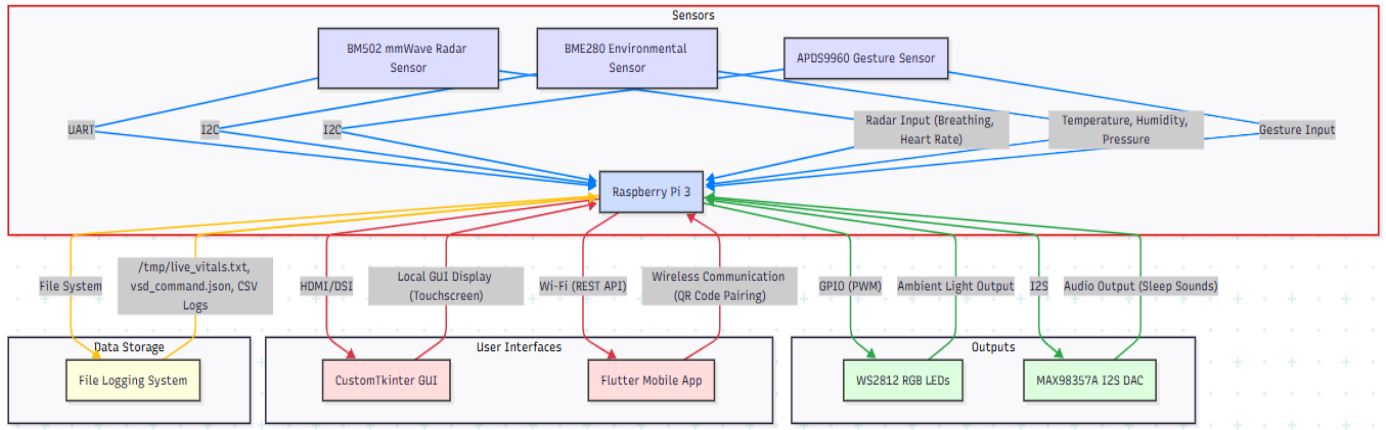 Sensors
BM502 mmWave Radar
Sensor
BME280 Environmental
Sensor
APDS9960 Gesture Sensor
UART
I2C
I2C
Radar Input (Breathing,
Heart Rate)
Temperature, Humidity,
Pressure
Gesture Input
Raspberry Pi 3
File System
/tmp/live_vitals.txt,
vsd_command.json, CSV
Logs
HDMI/DSI
Local GUI Display
(Touchscreen)
Wi-Fi (REST API)
Wireless Communication
(QR Code Pairing)
GPIO (PWM)
Ambient Light Output
I2S
Audio Output (Sleep Sounds)
Data Storage
File Logging System
User Interfaces
CustomTkinter GUI
Flutter Mobile App
Outputs
WS2812 RGB LEDs
MAX98357A I2S DAC